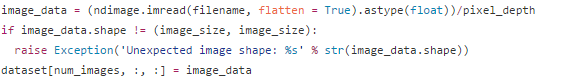 image_data = (ndimage.imread(filename, flatten = True).astype(float))/pixel_depth
if image_data.shape != (image_size, image_size):
  raise Exception('Unexpected image shape: %s' % str(image_data.shape))
dataset[num_images, :, :] = image_data